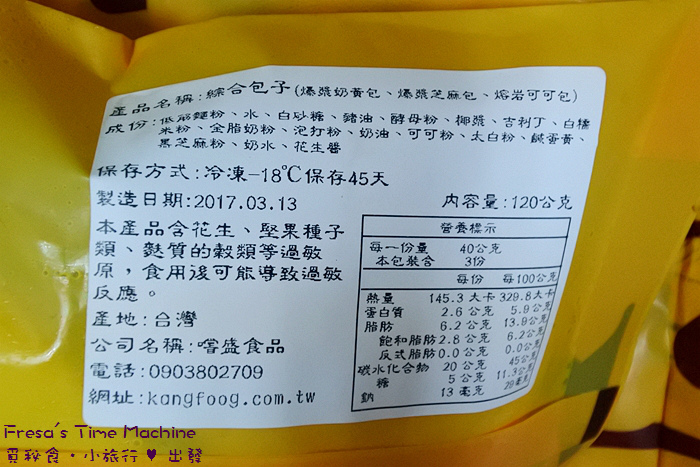 產品名稱:綜合包子(爆漿奶黃包、爆漿芝麻包、熔岩可可包)
成份:低筋麵粉、水、白砂糖、豬油、酵母粉、椰漿、吉利丁、白糯
米粉、全脂奶粉、泡打粉、奶油、可可粉、太白粉、鹹蛋黃、
黑芝麻粉、奶水、花生醬
保存方式:冷凍-18℃保存45天
製造日期:2017.03.13
內容量:120公克
本產品含花生、堅果種子
類、麩質的穀類等過敏
原,食用後可能導致過敏
反應。
產地:台灣
公司名稱:嚐盛食品
電話:0903802709
網址:kangfoog.com.tw
營養標示
每一份量 40公克
本包裝含 3份
每份 每100公克
熱量 145.3 大卡 329.8大卡
蛋白質 2.6 公克 5.9公克
脂肪 6.2 公克 13.9公克
飽和脂肪2.8 公克 6.2公克
反式脂肪0.0 公克 0.0公克
碳水化合物 20 公克 45公克
糖 5 公克 11.3公克
鈉 13 毫克 29毫克
Fresa's Time Machine
買殺食・小旅行 ♥ 出發